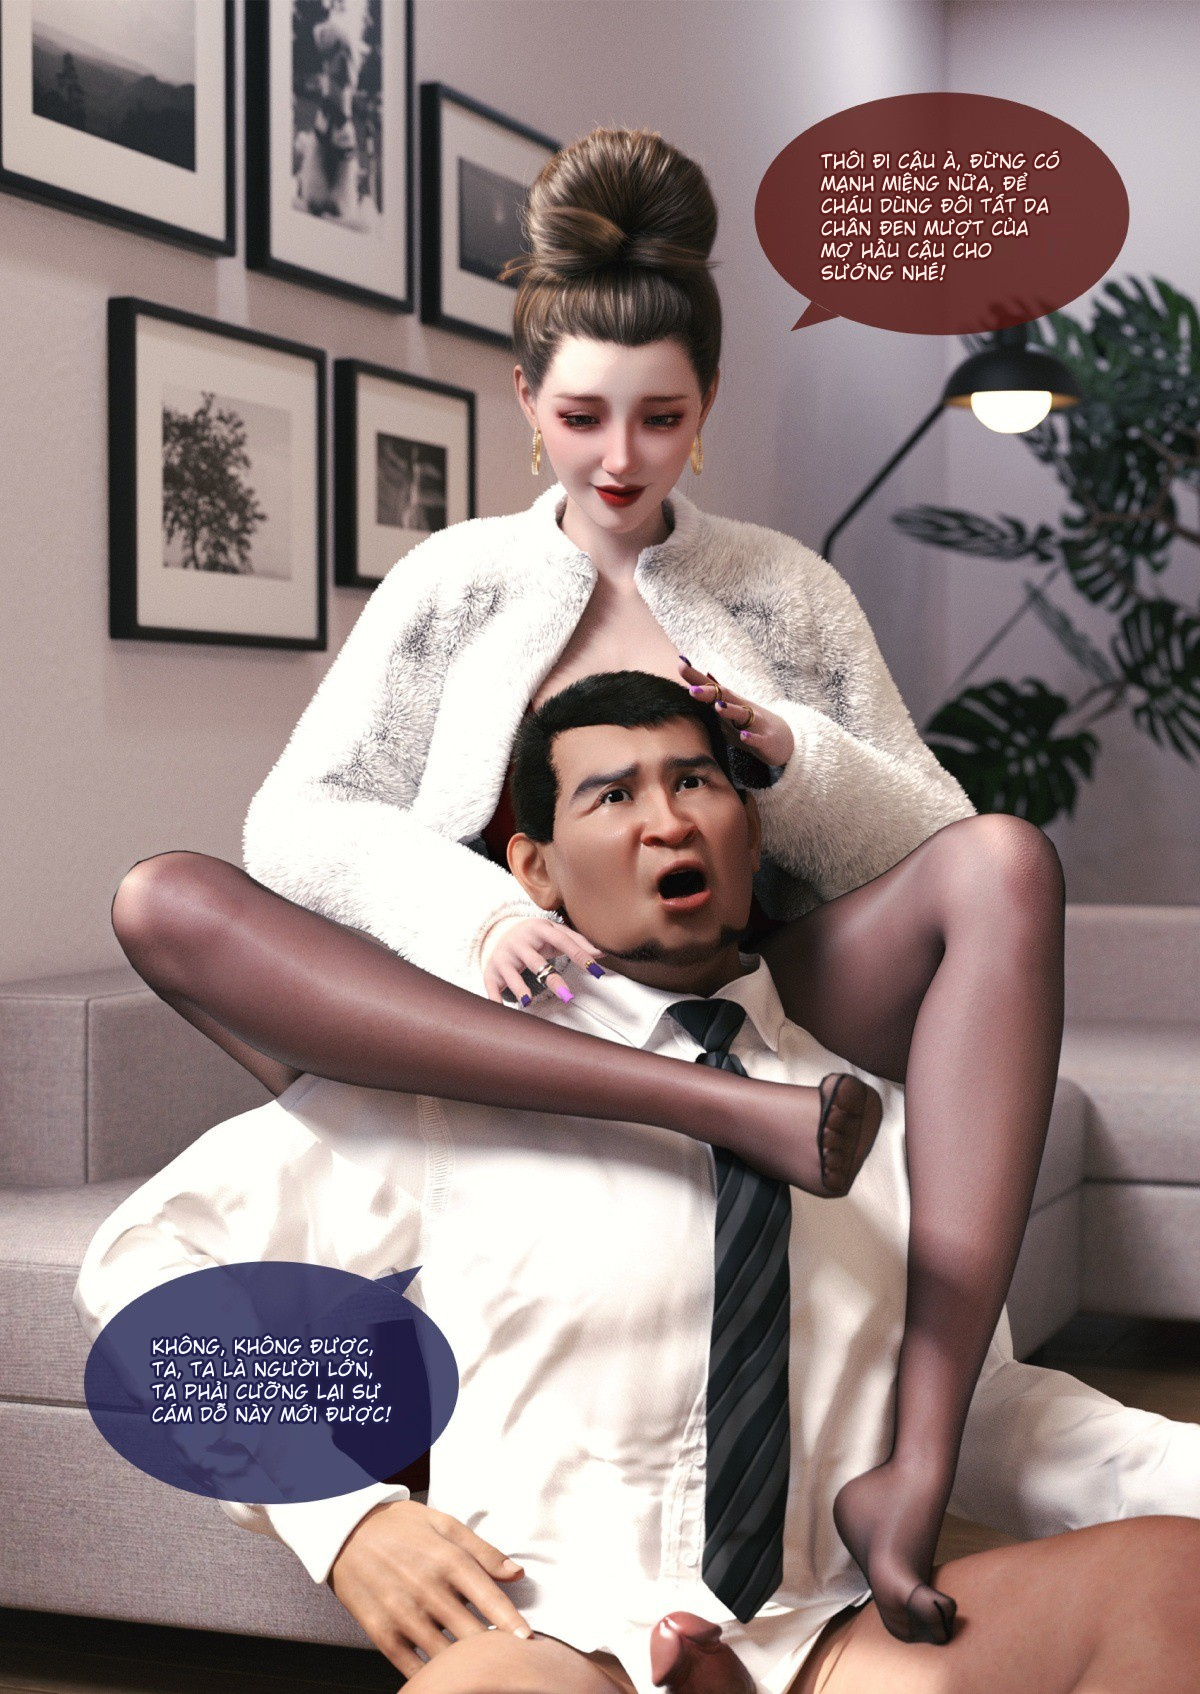 THÔI ĐI CẬU À, ĐỪNG CÓ
MẠNH MIỆNG NỮA, ĐỂ
CHÁU DÙNG ĐÔI TẤT DA
CHÂN ĐEN MƯỢT CỦA
MỢ HẦU CẬU CHO
SƯỚNG NHÉ!
KHÔNG, KHÔNG ĐƯỢC,
TA, TA LÀ NGƯỜI LỚN,
TA PHẢI CƯỠNG LẠI SỰ
CÁM DỖ NÀY MỚI ĐƯỢC!